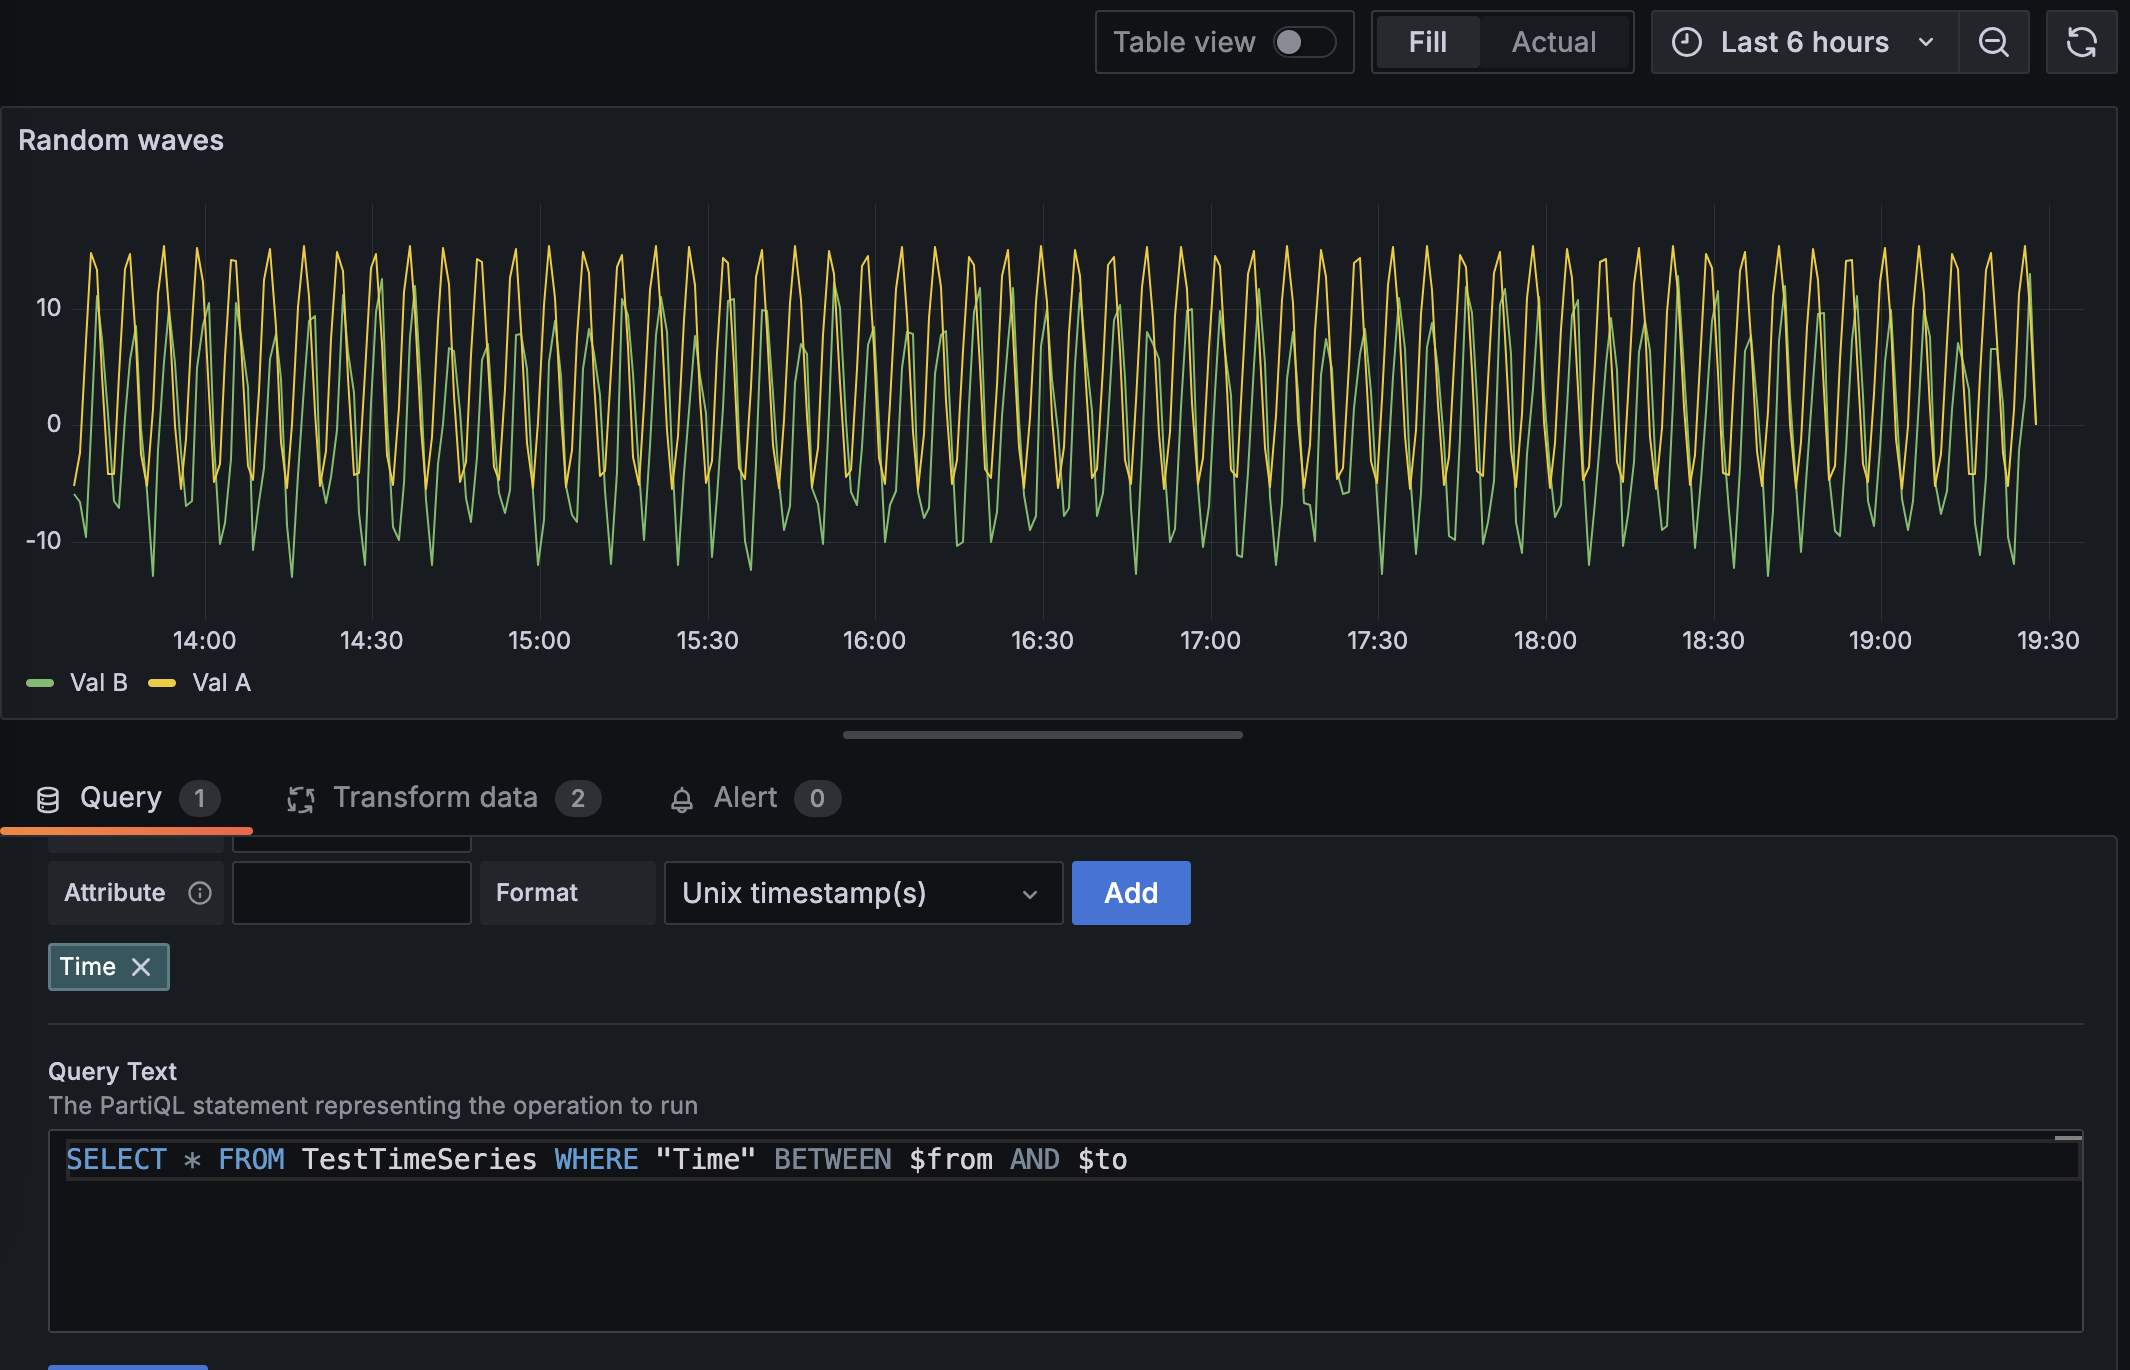 Table view Fill Actual Last 6 hours
Random waves
10
0
-10
14:00 14:30 15:00 15:30 16:00 16:30 17:00 17:30 18:00 18:30 19:00 19:30
Val B Val A
Query 1 Transform data 2 Alert 0
Attribute Format Unix timestamp(s) Add
Time
Query Text
The PartiQL statement representing the operation to run
SELECT * FROM TestTimeSeries WHERE "Time" BETWEEN $from AND $to